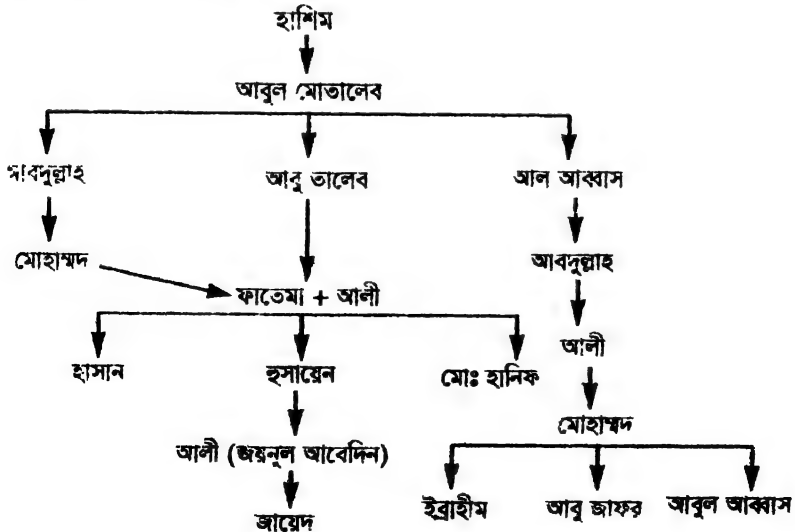 হাশিম
আবুল মোতালেব
আবদুল্লাহ আবু তালেব আল আব্বাস
মোহাম্মদ আবদুল্লাহ
ফাতেমা + আলী
আলী
হাসান হুসায়েন মোঃ হানিফ
মোহাম্মদ
আলী (জয়নুল আবেদিন)
ইব্রাহীম আবু জাফর আবুল আব্বাস
জায়েদ